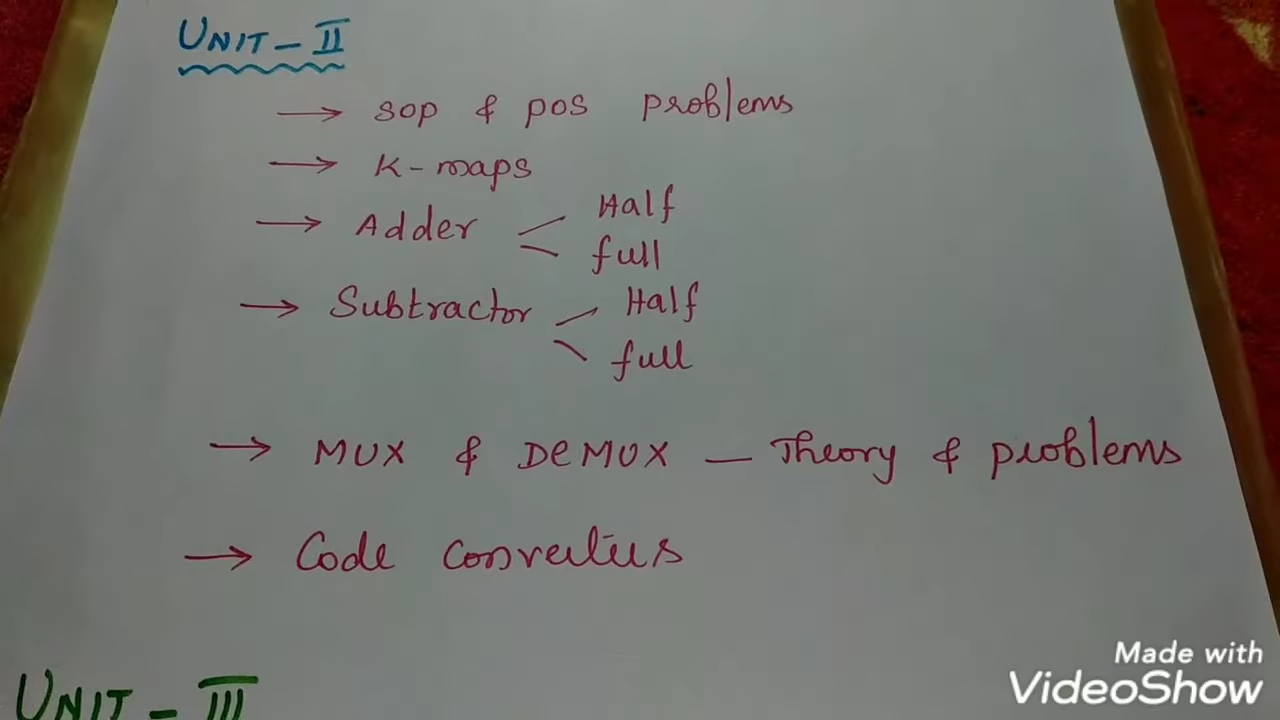 UNIT - II
→ SOP & POS problems
→ K-maps
→ Adder < Half
full
→ Subtractor < Half
full
→ MUX & DEMUX — Theory & problems
→ Code converters
UNIT - III
Made with
VideoShow